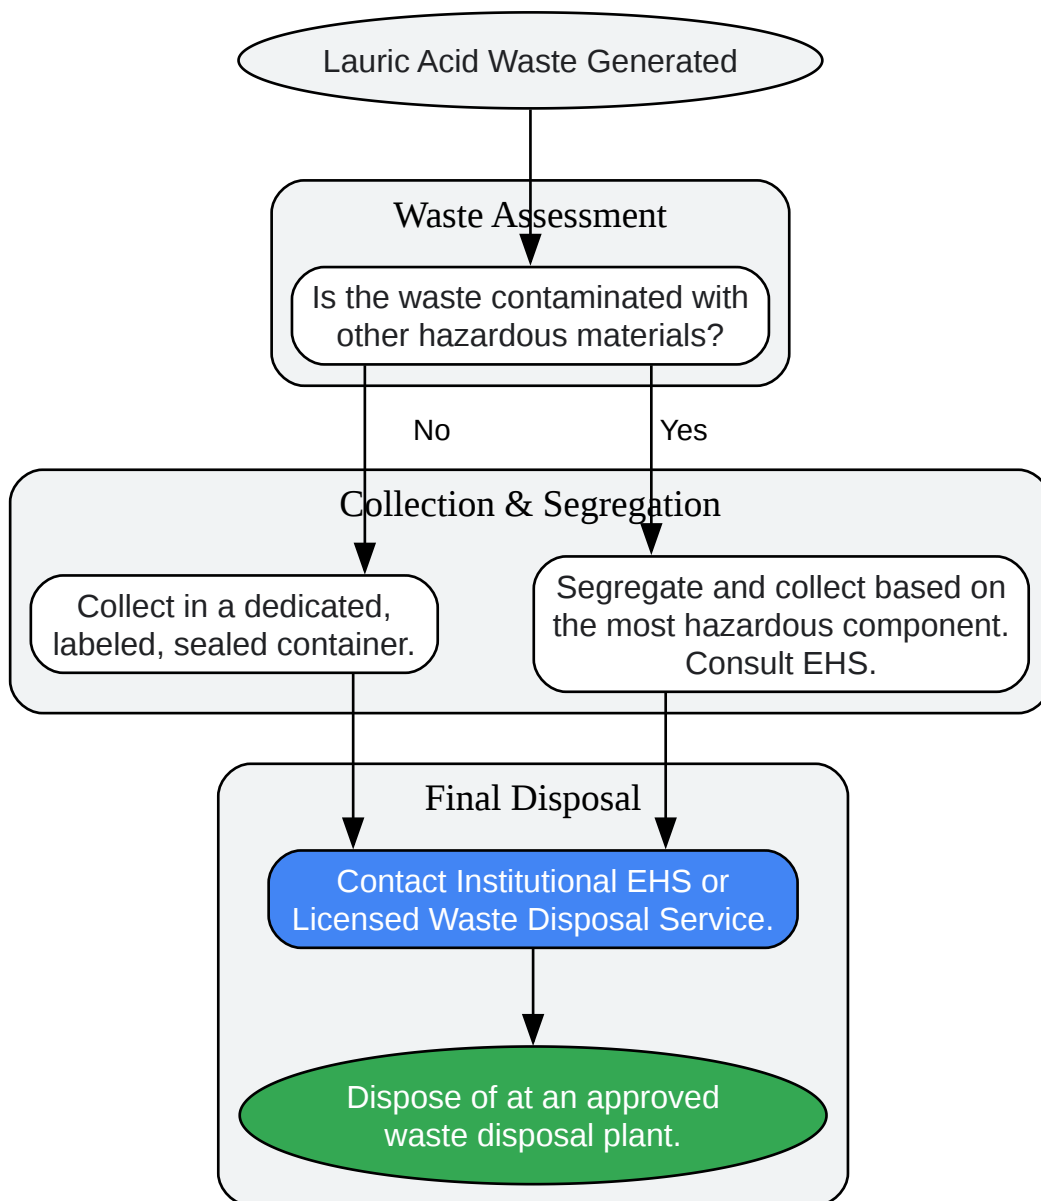 Lauric Acid Waste Generated
Waste Assessment
Is the waste contaminated with
other hazardous materials?
No
Yes
Collection & Segregation
Collect in a dedicated,
labeled, sealed container.
Segregate and collect based on
the most hazardous component.
Consult EHS.
Final Disposal
Contact Institutional EHS or
Licensed Waste Disposal Service.
Dispose of at an approved
waste disposal plant.